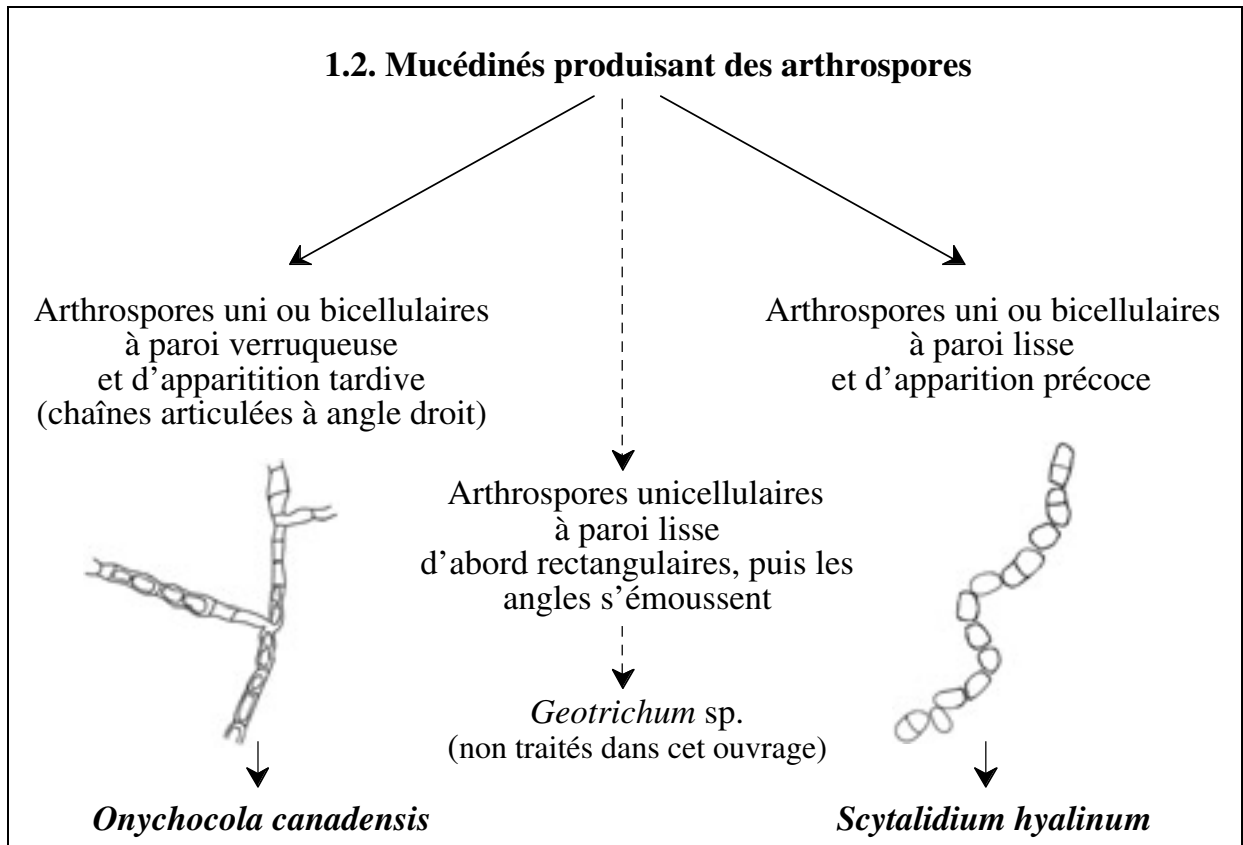 1.2. Mucédinés produisant des arthrospores
Arthrospores uni ou bicellulaires
à paroi verruqueuse
et d'apparitition tardive
(chaînes articulées à angle droit)
Arthrospores uni ou bicellulaires
à paroi lisse
et d'apparition précoce
Arthrospores unicellulaires
à paroi lisse
d'abord rectangulaires, puis les
angles s'émoussent
Geotrichum sp.
(non traités dans cet ouvrage)
Onychocola canadensis
Scytalidium hyalinum